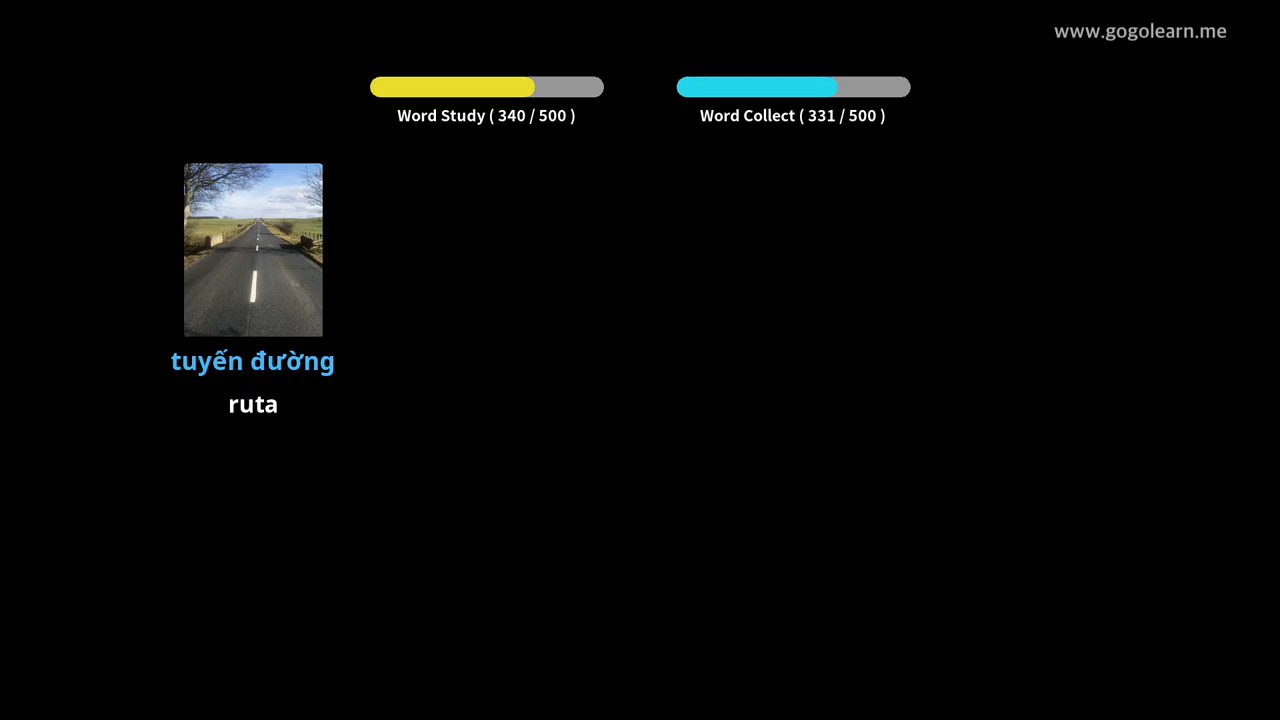 www.gogolearn.me
Word Study ( 340 / 500 )
Word Collect ( 331 / 500 )
tuyến đường
ruta